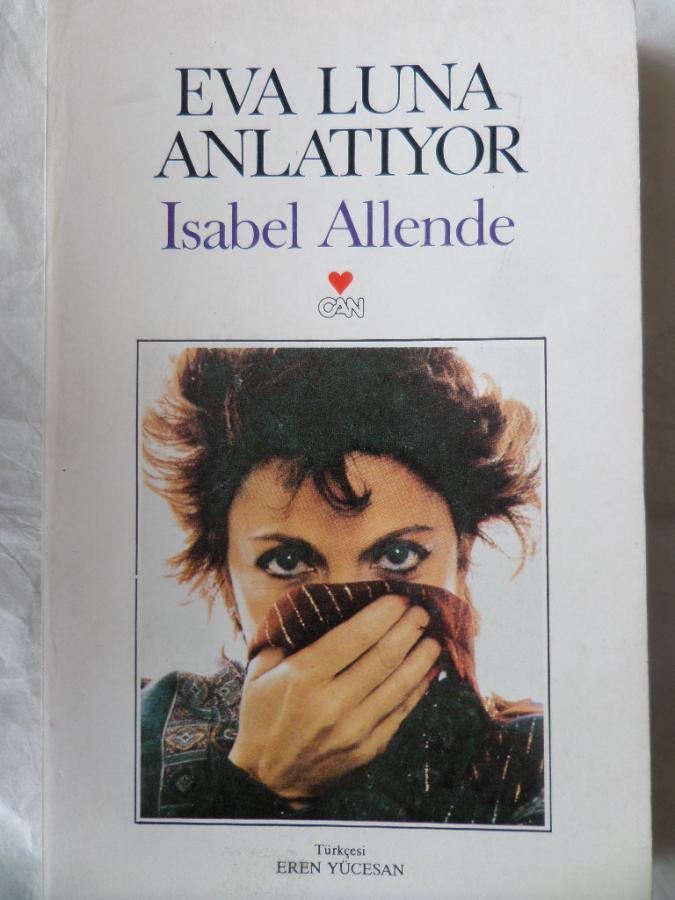 EVA LUNA
ANLATIYOR
Isabel Allende
CAN
Türkçesi
EREN YÜCESAN